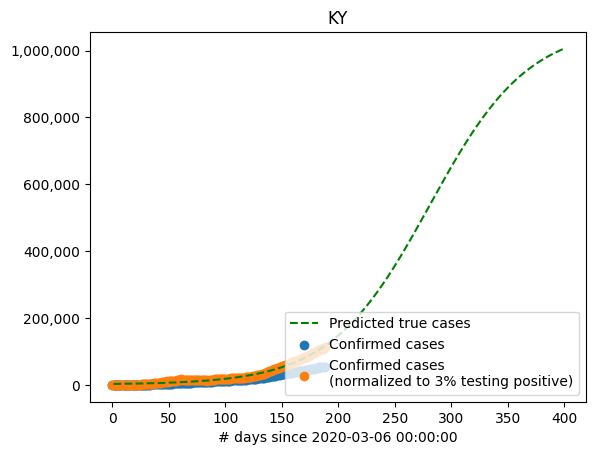 KY
1,000,000
800,000
600,000
400,000
200,000
0
Predicted true cases
Confirmed cases
Confirmed cases
(normalized to 3% testing positive)
0 50 100 150 200 250 300 350 400
# days since 2020-03-06 00:00:00